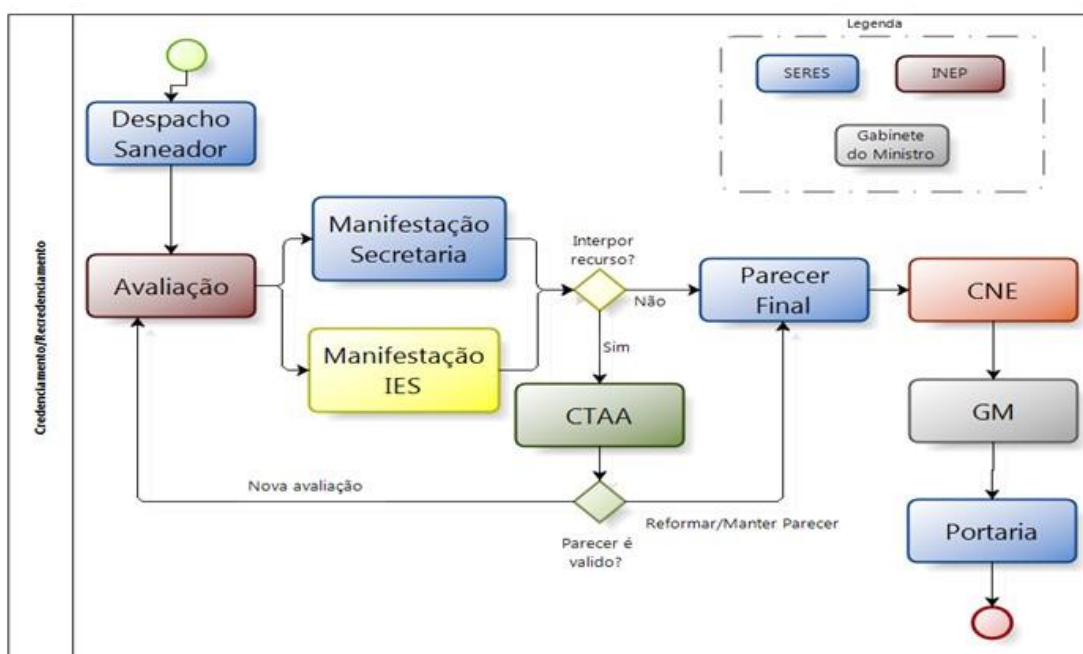 Legenda
SERES
INEP
Gabinete
do Ministro
Credenciamento/Recredenciamento
Despacho
Saneador
Avaliação
Manifestação
Secretaria
Manifestação
IES
Interpor
recurso?
Não
Sim
Parecer
Final
CNE
CTAA
GM
Nova avaliação
Reformar/Manter Parecer
Parecer é
valido?
Portaria